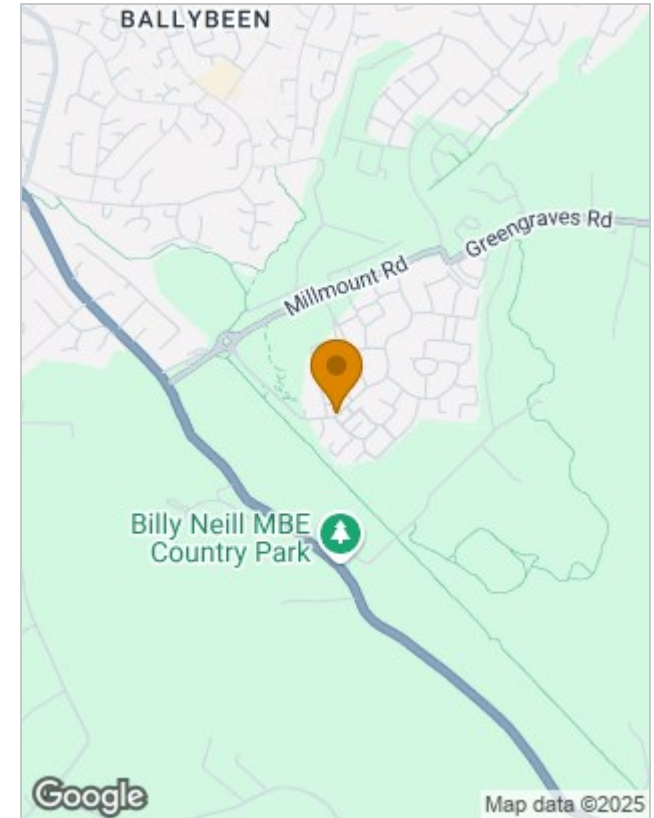 BALLYBEEN
Greengraves Rd
Millmount Rd
Billy Neill MBE
Country Park
Google
Map data ©2025